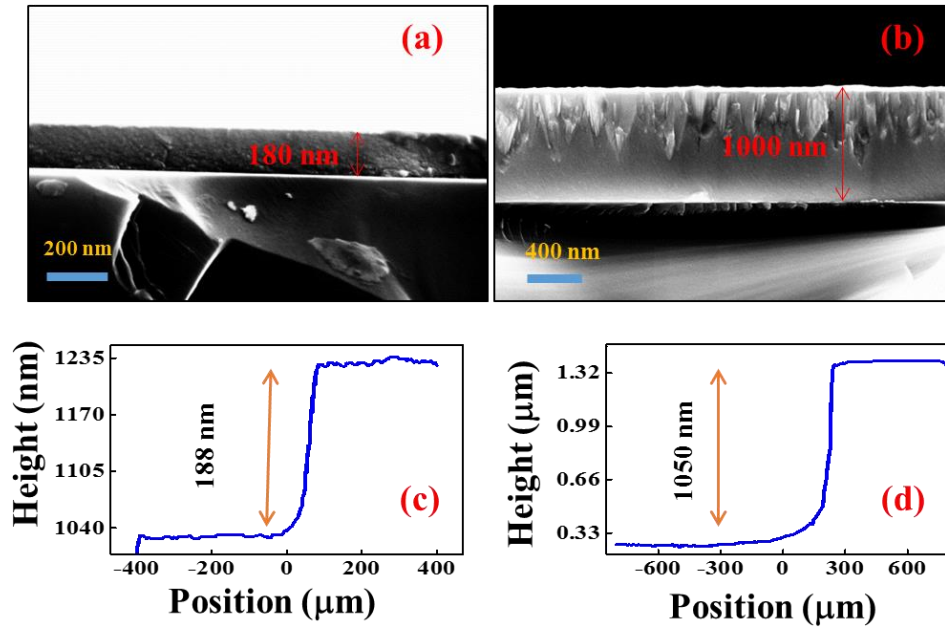 (a)
180 nm
200 nm
(b)
1000 nm
400 nm
Height (nm)
1235
1170
1105
1040
188 nm
(c)
-400
-200
0
200
400
Position (μm)
Height (μm)
1.32
0.99
0.66
0.33
1050 nm
(d)
-600
-300
0
300
600
Position (μm)